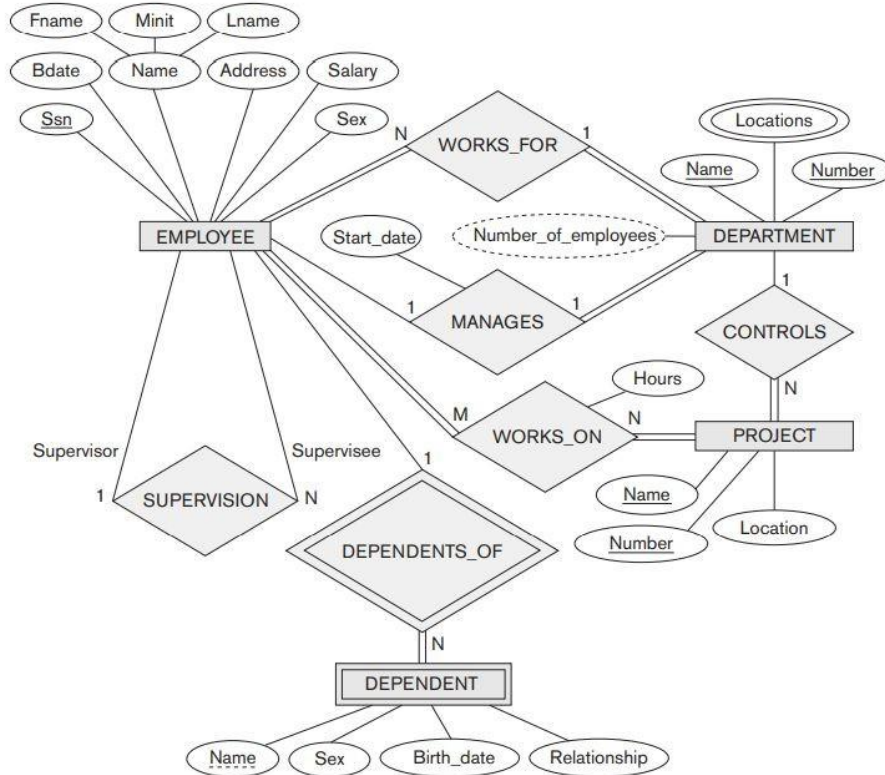 Fname Minit Lname
Bdate Name Address Salary
Ssn Sex
N WORKS_FOR 1
Locations
Name Number
EMPLOYEE Start_date Number_of_employees DEPARTMENT
1 MANAGES 1
1
CONTROLS
N
Hours
M WORKS_ON N PROJECT
Supervisor Supervisee 1
1 SUPERVISION N
Name
Number Location
DEPENDENTS_OF
N
DEPENDENT
Name Sex Birth_date Relationship